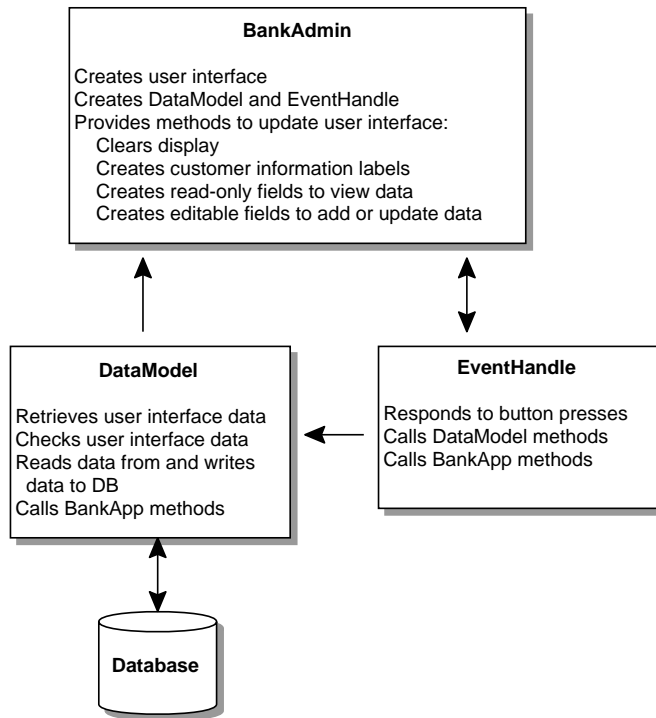 BankAdmin
Creates user interface
Creates DataModel and EventHandle
Provides methods to update user interface:
Clears display
Creates customer information labels
Creates read-only fields to view data
Creates editable fields to add or update data
DataModel
Retrieves user interface data
Checks user interface data
Reads data from and writes
data to DB
Calls BankApp methods
EventHandle
Responds to button presses
Calls DataModel methods
Calls BankApp methods
Database